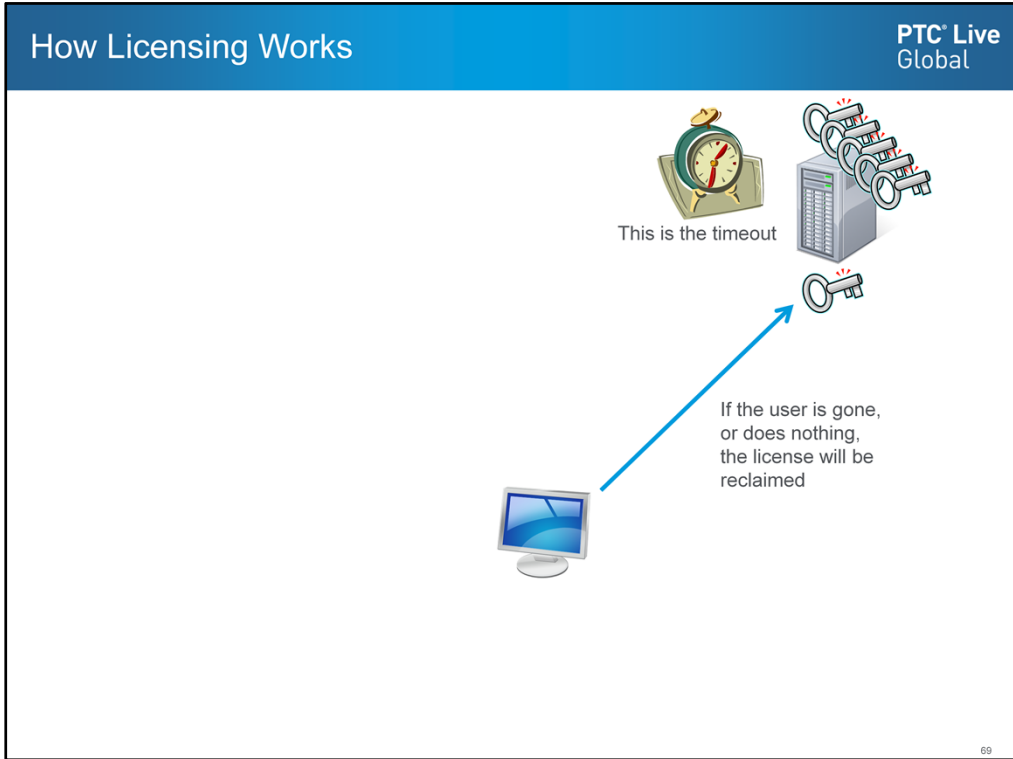 How Licensing Works
PTC® Live
Global
This is the timeout
If the user is gone,
or does nothing,
the license will be
reclaimed
69